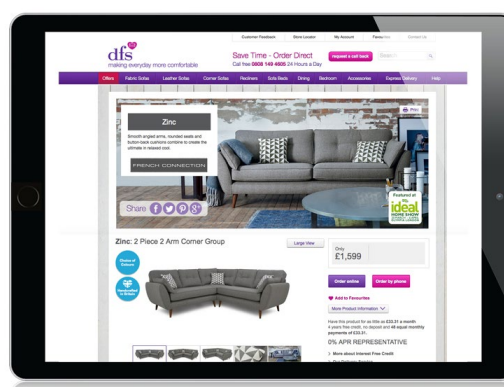 Customer Feedback Store Locator My Account Favourites Contact Us
dfs
making everyday more comfortable
Save Time - Order Direct
Call free 0808 149 4605 24 Hours a Day
request a call back
Search
Offers Fabric Sofas Leather Sofas Corner Sofas Recliners Sofa Beds Dining Bedroom Accessories Express Delivery Help
Print
Zinc
Smooth angled arms, rounded seats and
button-back cushions combine to create the
ultimate in relaxed cool.
FRENCH CONNECTION
Share
Featured at
ideal
HOME SHOW
Zinc: 2 Piece 2 Arm Corner Group
Large View
Choice of
Colours
Handcrafted
in Britain
Only
£1,599
Order online
Order by phone
Add to Favourites
More Product Information
Have this product for as little as £33.31 a month
4 years free credit, no deposit and 48 equal monthly
payments of £33.31.
0% APR REPRESENTATIVE
> More about Interest Free Credit
> Our Delivery Service